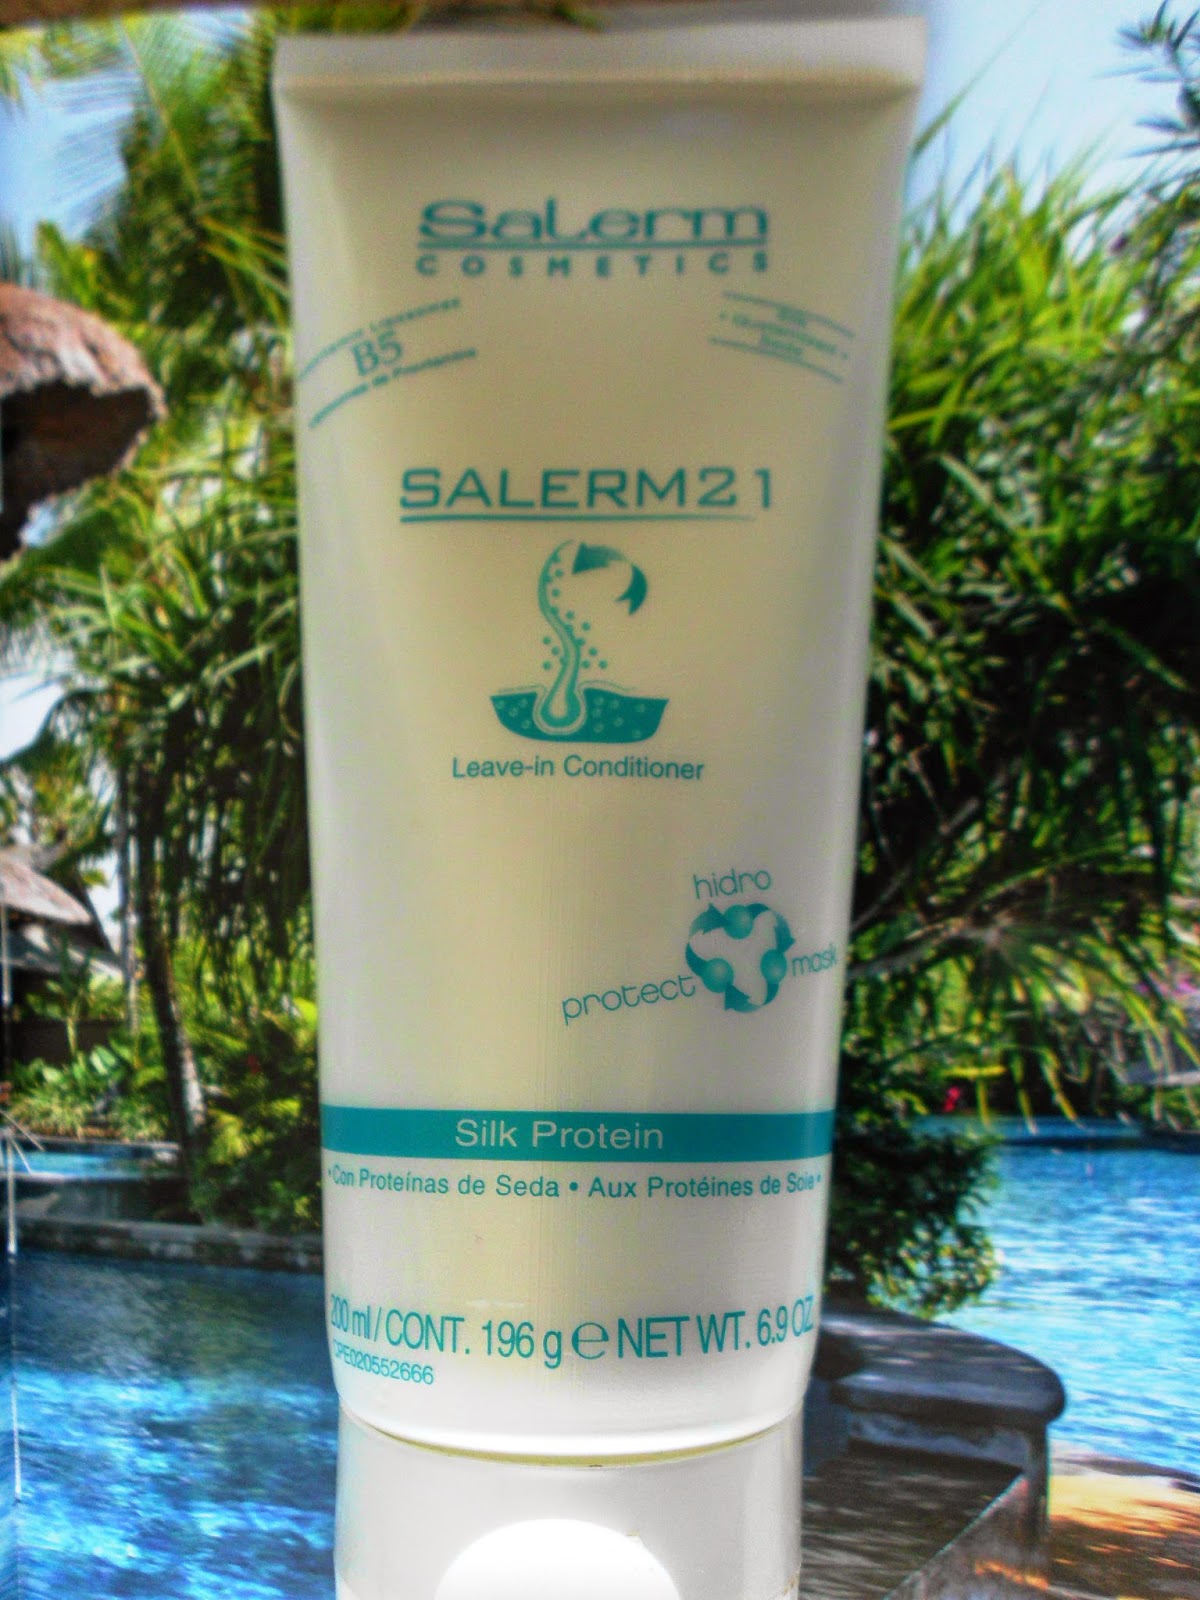 Salerm
COSMETICS
B5
SALERM21
Leave-in Conditioner
hidro
protect
mask
Silk Protein
•Con Proteínas de Seda • Aux Protéines de Soie•
200 ml / CONT. 196 g e NET WT. 6.9 OZ
CPE020552666